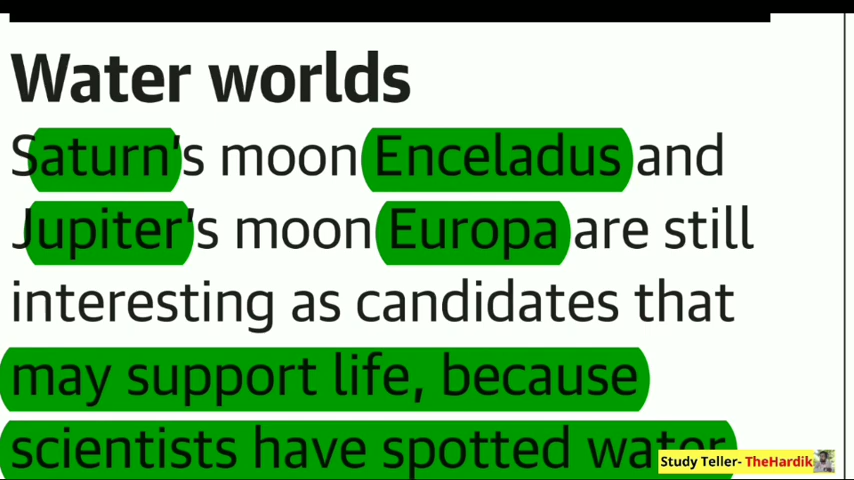 Water worlds
Saturn's moon Enceladus and
Jupiter's moon Europa are still
interesting as candidates that
may support life, because
scientists have spotted water
Study Teller- TheHardik